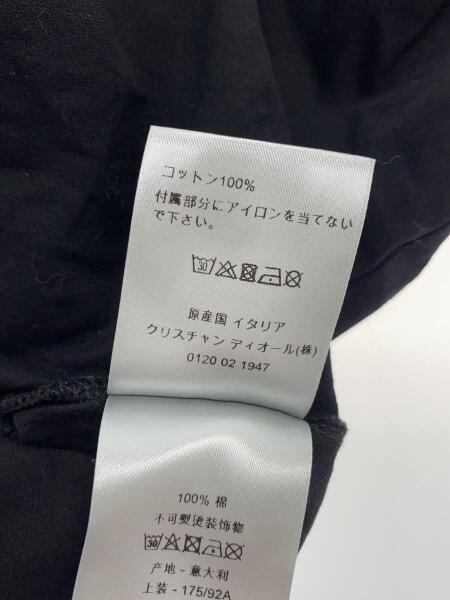 コットン100%
付属部分にアイロンを当てない
で下さい。
30
原産国 イタリア
クリスチャン ディオール(株)
0120 02 1947
100% 棉
不可熨烫装饰物
30
产地 - 意大利
上装 - 175/92A